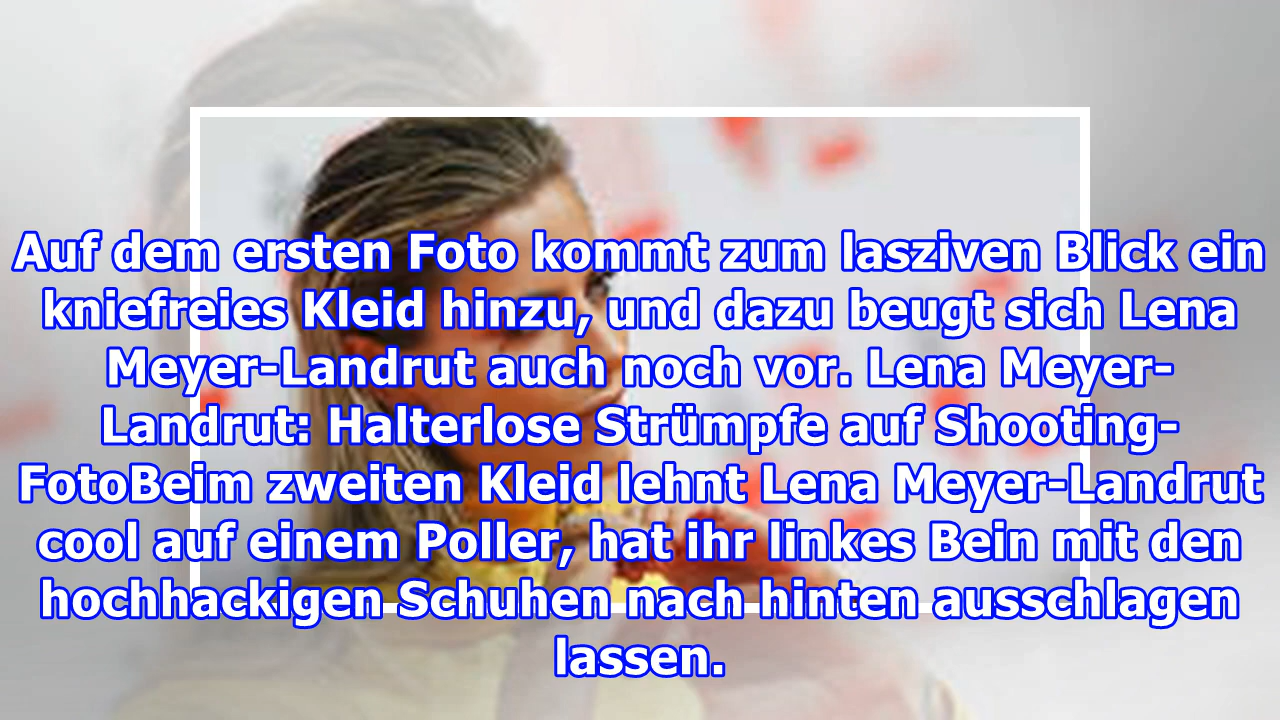 Auf dem ersten Foto kommt zum lasziven Blick ein
kniefreies Kleid hinzu, und dazu beugt sich Lena
Meyer-Landrut auch noch vor. Lena Meyer-
Landrut: Halterlose Strümpfe auf Shooting-
FotoBeim zweiten Kleid lehnt Lena Meyer-Landrut
cool auf einem Poller, hat ihr linkes Bein mit den
hochhackigen Schuhen nach hinten ausschlagen
lassen.